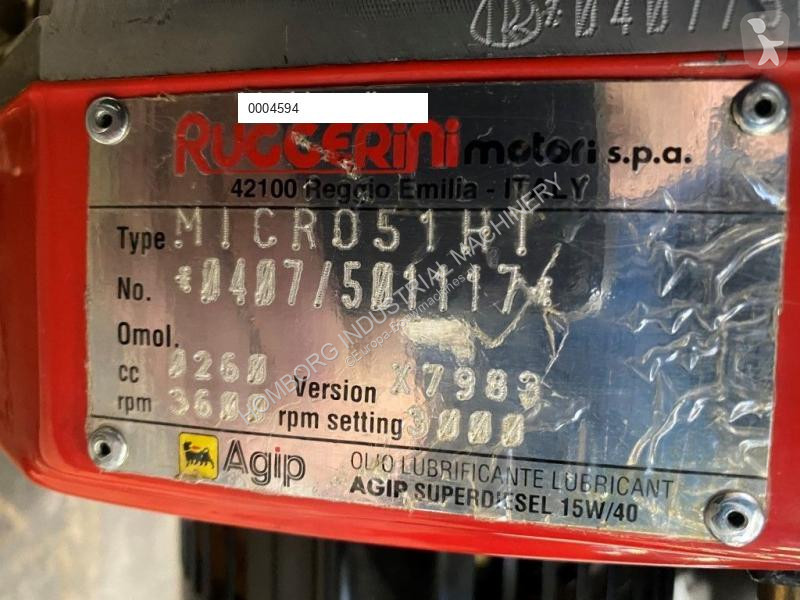 0004594
RUGGERINI motori s.p.a.
42100 Reggio Emilia - ITALY
Type MICRO51HT
No. *0407/5011117*
Omol.
cc 0260 Version X7983
rpm 3600 rpm setting 3000
Agip OLIO LUBRIFICANTE LUBRICANT
AGIP SUPERDIESEL 15W/40
HOMBORG INDUSTRIAL MACHINERY